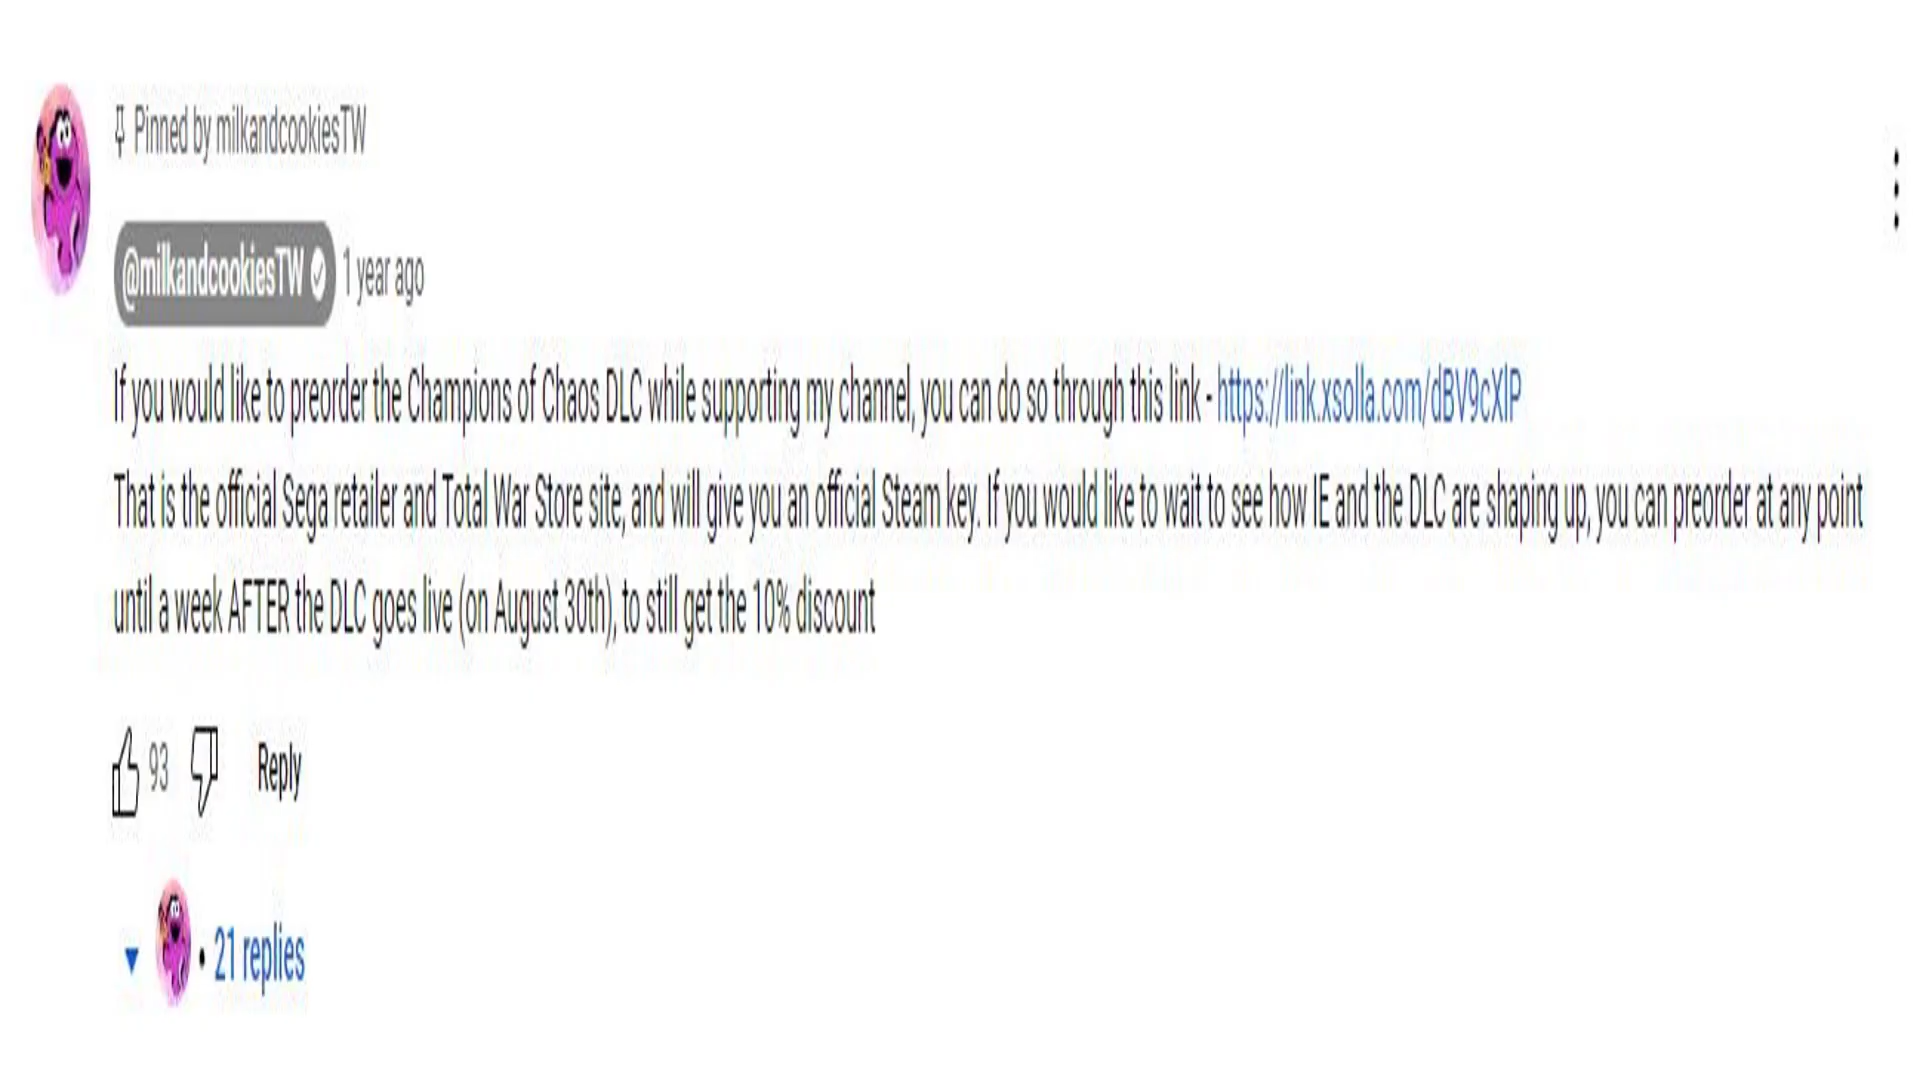 Pinned by milkandcookiesTW
@milkandcookiesTW 1 year ago
If you would like to preorder the Champions of Chaos DLC while supporting my channel, you can do so through this link - https://link.xsolla.com/dBV9cXlP
That is the official Sega retailer and Total War Store site, and will give you an official Steam key. If you would like to wait to see how IE and the DLC are shaping up, you can preorder at any point
until a week AFTER the DLC goes live (on August 30th), to still get the 10% discount
93 Reply
• 21 replies